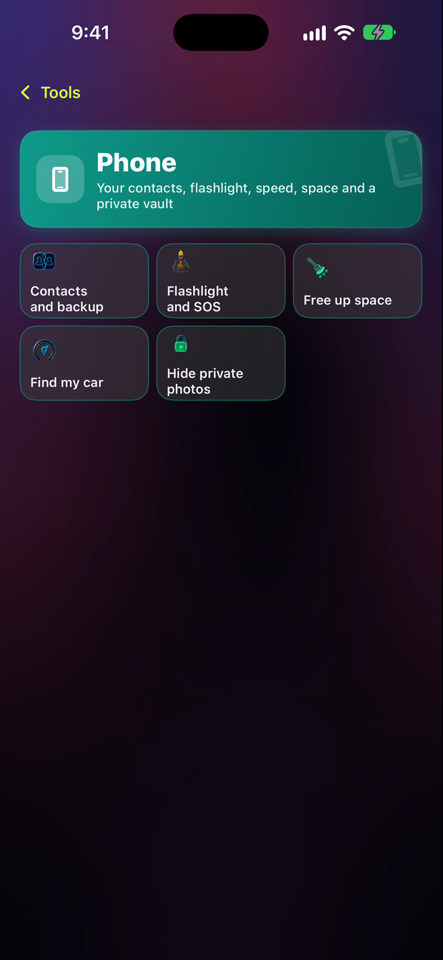 9:41
Tools
Phone
Your contacts, flashlight, speed, space and a
private vault
Contacts
and backup
Flashlight
and SOS
Free up space
Find my car
Hide private
photos